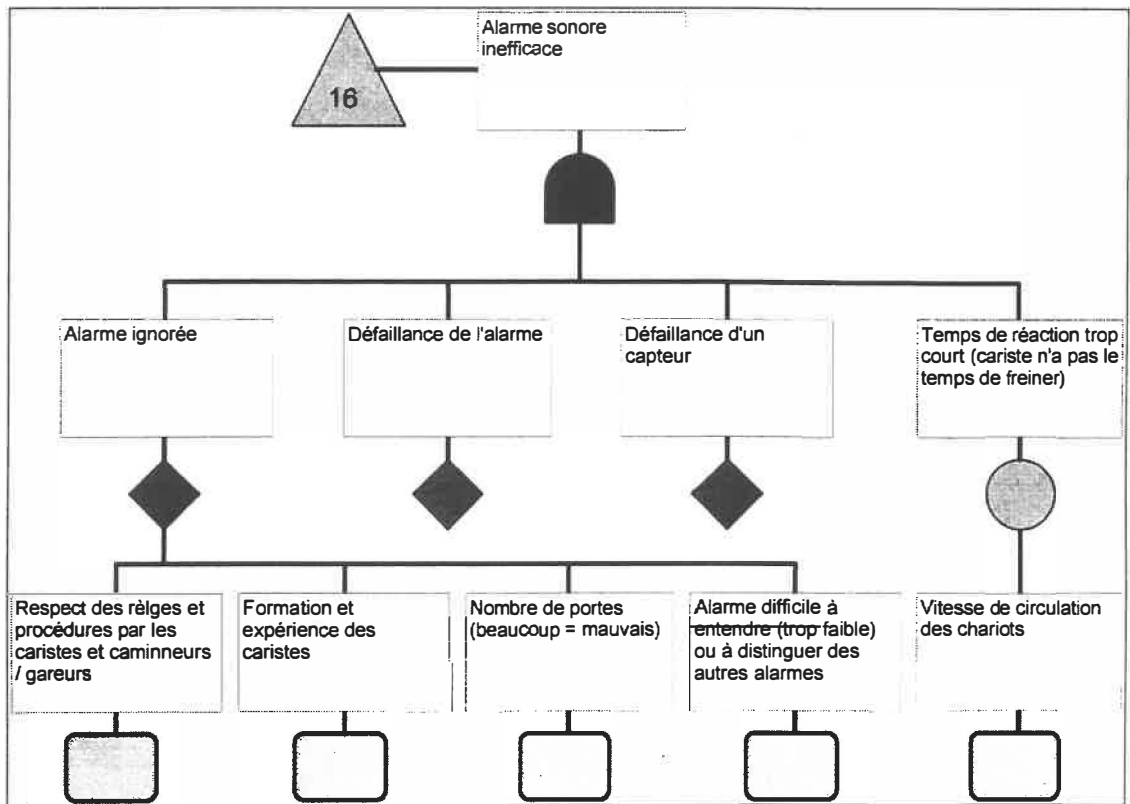 Alarme sonore
inefficace
16
Alarme ignorée
Défaillance de l'alarme
Défaillance d'un
capteur
Temps de réaction trop
court (cariste n'a pas le
temps de freiner)
Respect des rèlges et
procédures par les
caristes et caminneurs
/ gareurs
Formation et
expérience des
caristes
Nombre de portes
(beaucoup = mauvais)
Alarme difficile à
entendre (trop faible)
ou à distinguer des
autres alarmes
Vitesse de circulation
des chariots